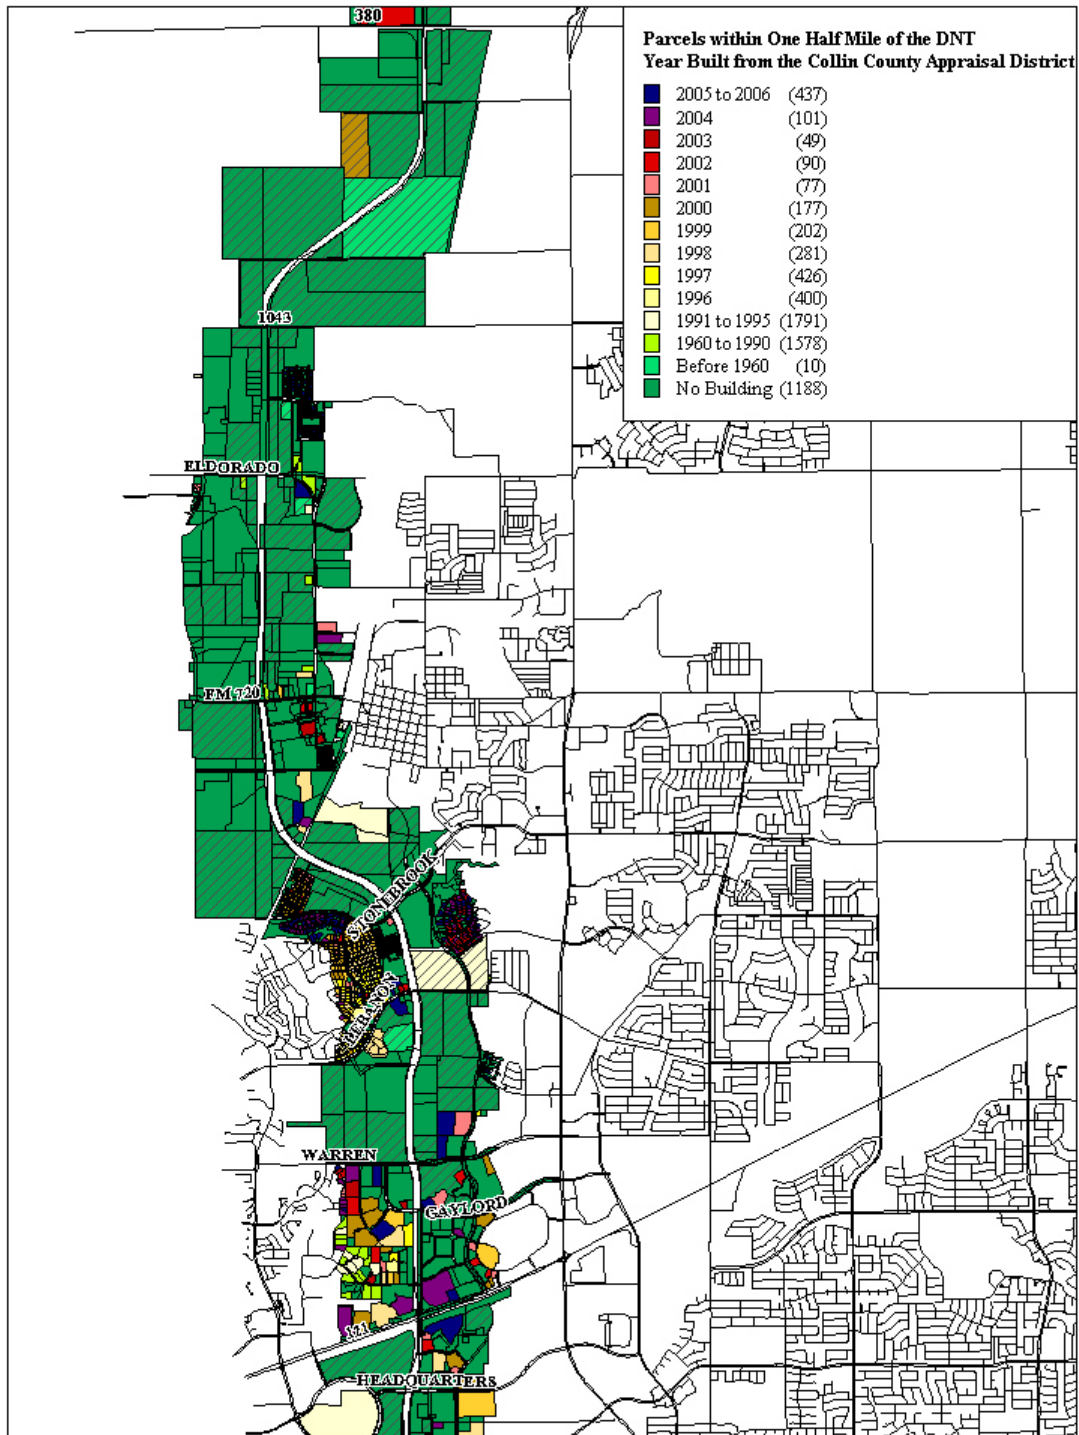 380
Parcels within One Half Mile of the DNT
Year Built from the Collin County Appraisal District
2005 to 2006 (437)
2004 (101)
2003 (49)
2002 (90)
2001 (77)
2000 (177)
1999 (202)
1998 (281)
1997 (426)
1996 (400)
1991 to 1995 (1791)
1960 to 1990 (1578)
Before 1960 (10)
No Building (1188)
1043
ELDORADO
FM 720
STONEBROOK
LEBANON
WARREN
GAYLORD
121
HEADQUARTERS